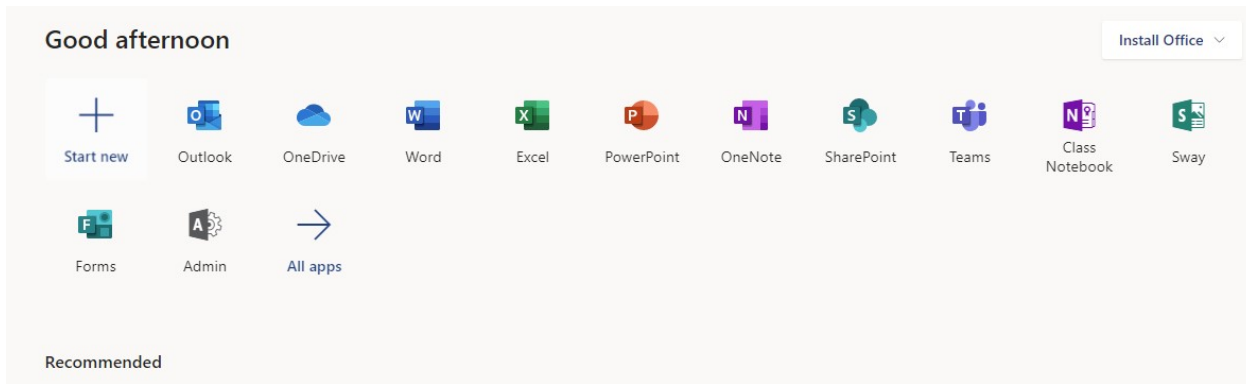 Good afternoon
Install Office
Start new
Outlook
OneDrive
Word
Excel
PowerPoint
OneNote
SharePoint
Teams
Class
Notebook
Sway
Forms
Admin
All apps
Recommended